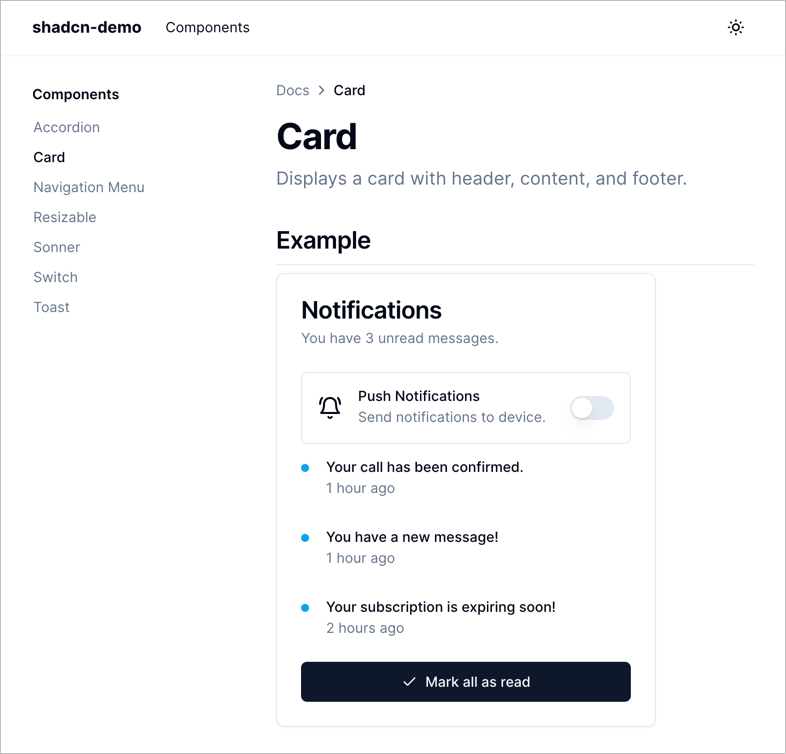 shadcn-demo Components
Components
Accordion
Card
Navigation Menu
Resizable
Sonner
Switch
Toast
Docs > Card
Card
Displays a card with header, content, and footer.
Example
Notifications
You have 3 unread messages.
Push Notifications
Send notifications to device.
Your call has been confirmed.
1 hour ago
You have a new message!
1 hour ago
Your subscription is expiring soon!
2 hours ago
Mark all as read